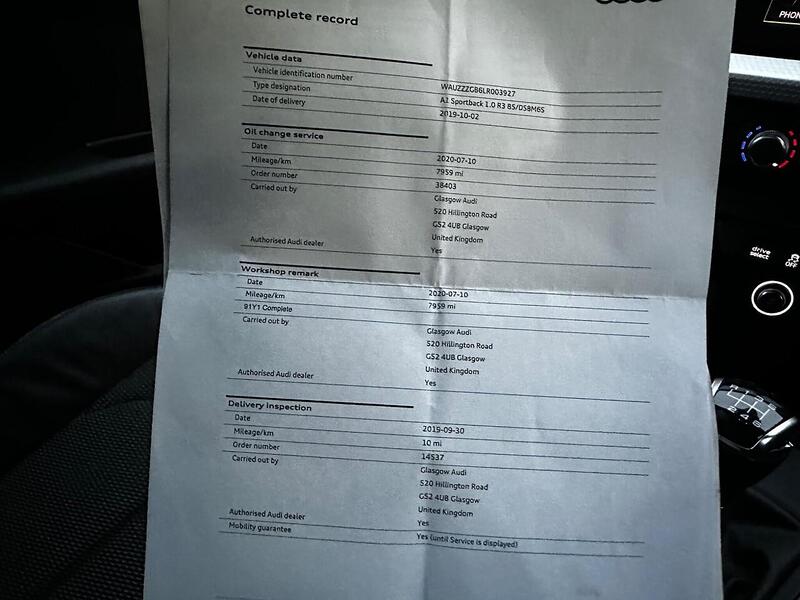 Complete record
PHON
Vehicle data
Vehicle identification number WAUZZZGB6LR003927
Type designation A1 Sportback 1.0 R3 85/D5BM6S
Date of delivery 2019-10-02
Oil change service
Date 2020-07-10
Mileage/km 7959 mi
Order number 38403
Carried out by Glasgow Audi
520 Hillington Road
G52 4UB Glasgow
United Kingdom
Authorised Audi dealer Yes
drive
select
OFF
Workshop remark
Date 2020-07-10
Mileage/km 7959 mi
91Y1 Complete
Carried out by Glasgow Audi
520 Hillington Road
G52 4UB Glasgow
United Kingdom
Authorised Audi dealer Yes
Delivery inspection
Date 2019-09-30
Mileage/km 10 mi
Order number 14537
Carried out by Glasgow Audi
520 Hillington Road
G52 4UB Glasgow
United Kingdom
Authorised Audi dealer Yes
Mobility guarantee Yes (until Service is displayed)